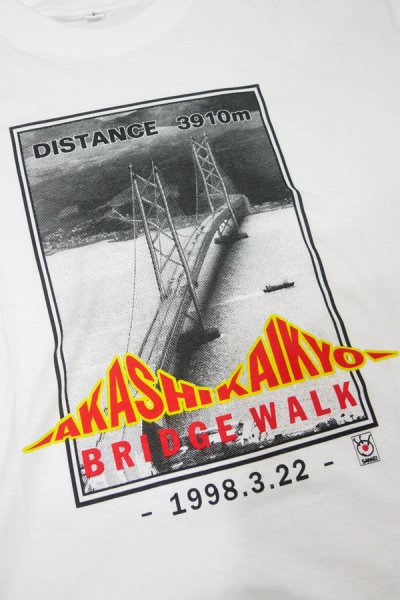 DISTANCE 3910m
AKASHI KAIKYO
BRIDGE WALK
- 1998.3.22 -